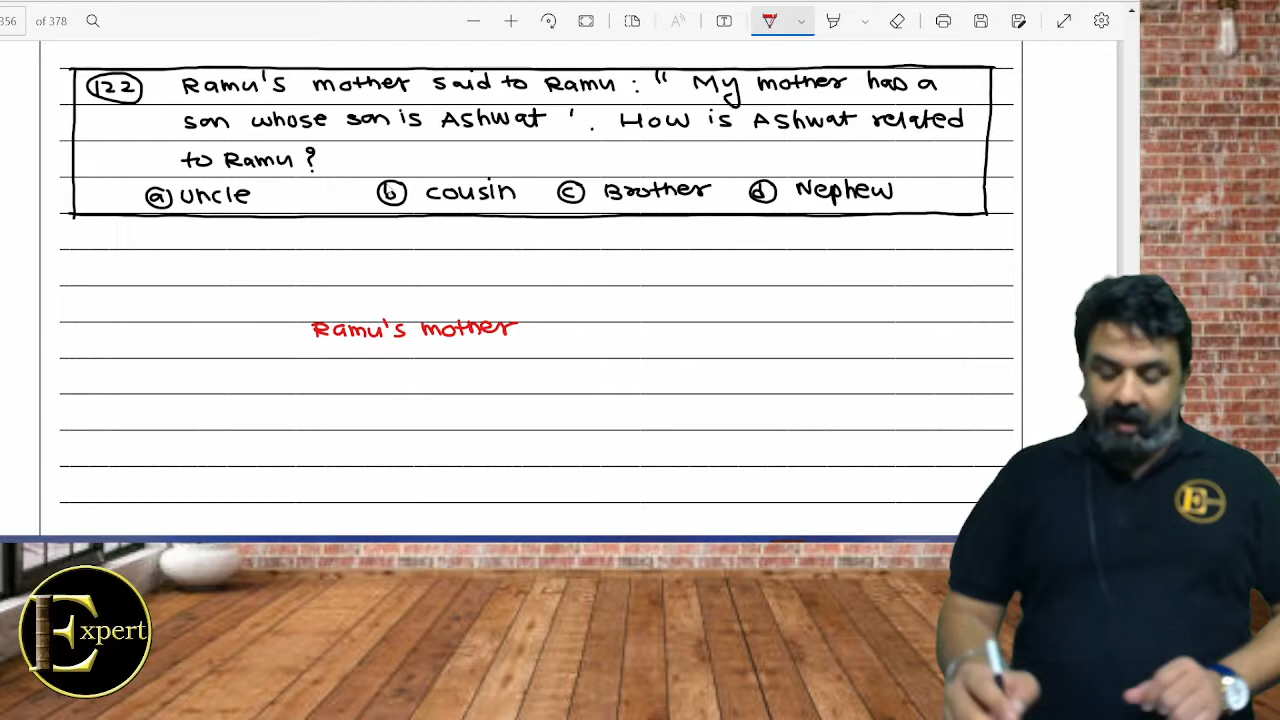 356 of 378
122 Ramu's mother said to Ramu : " My mother has a
son whose son is Ashwat '. How is Ashwat related
to Ramu ?
a uncle b cousin c Brother d Nephew
Ramu's mother
E
Expert